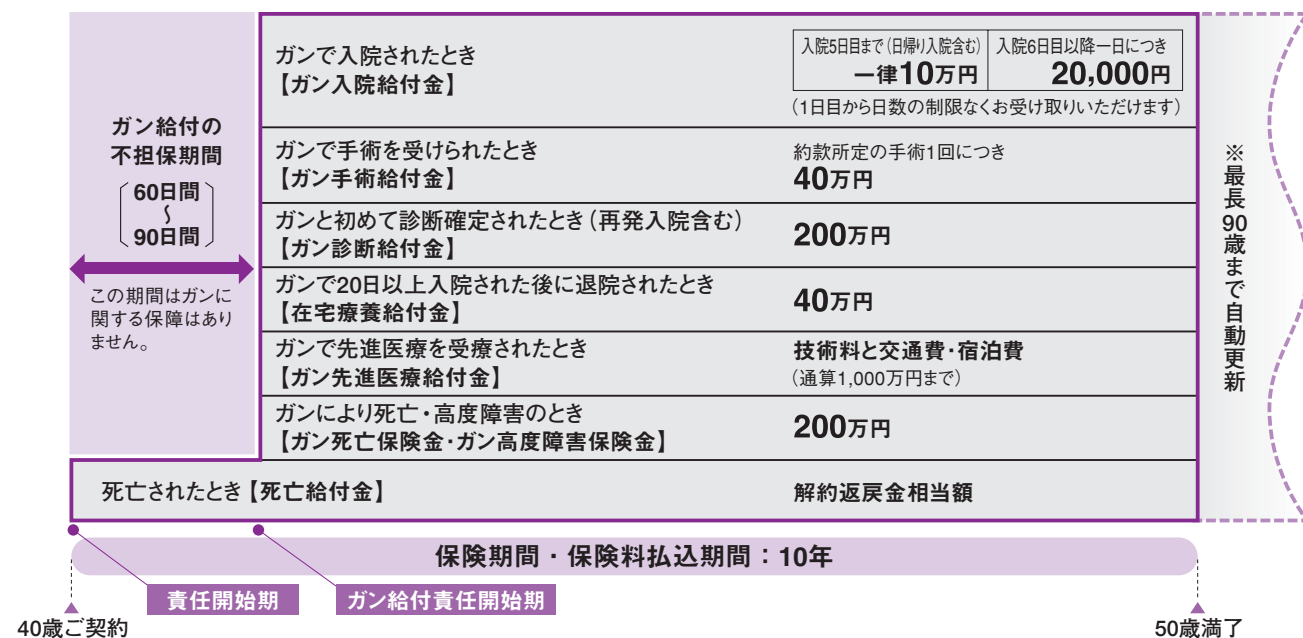 ガン給付の
不担保期間
60日間
〜
90日間
この期間はガンに
関する保障はあり
ません。
ガンで入院されたとき
【ガン入院給付金】
入院5日目まで(日帰り入院含む)
一律10万円
入院6日目以降一日につき
20,000円
(1日目から日数の制限なくお受け取りいただけます)
ガンで手術を受けられたとき
【ガン手術給付金】
約款所定の手術1回につき
40万円
ガンと初めて診断確定されたとき(再発入院含む)
【ガン診断給付金】
200万円
ガンで20日以上入院された後に退院されたとき
【在宅療養給付金】
40万円
ガンで先進医療を受療されたとき
【ガン先進医療給付金】
技術料と交通費・宿泊費
(通算1,000万円まで)
ガンにより死亡・高度障害のとき
【ガン死亡保険金・ガン高度障害保険金】
200万円
死亡されたとき【死亡給付金】
解約返戻金相当額
※最長90歳まで自動更新
保険期間・保険料払込期間：10年
責任開始期
ガン給付責任開始期
40歳ご契約
50歳満了